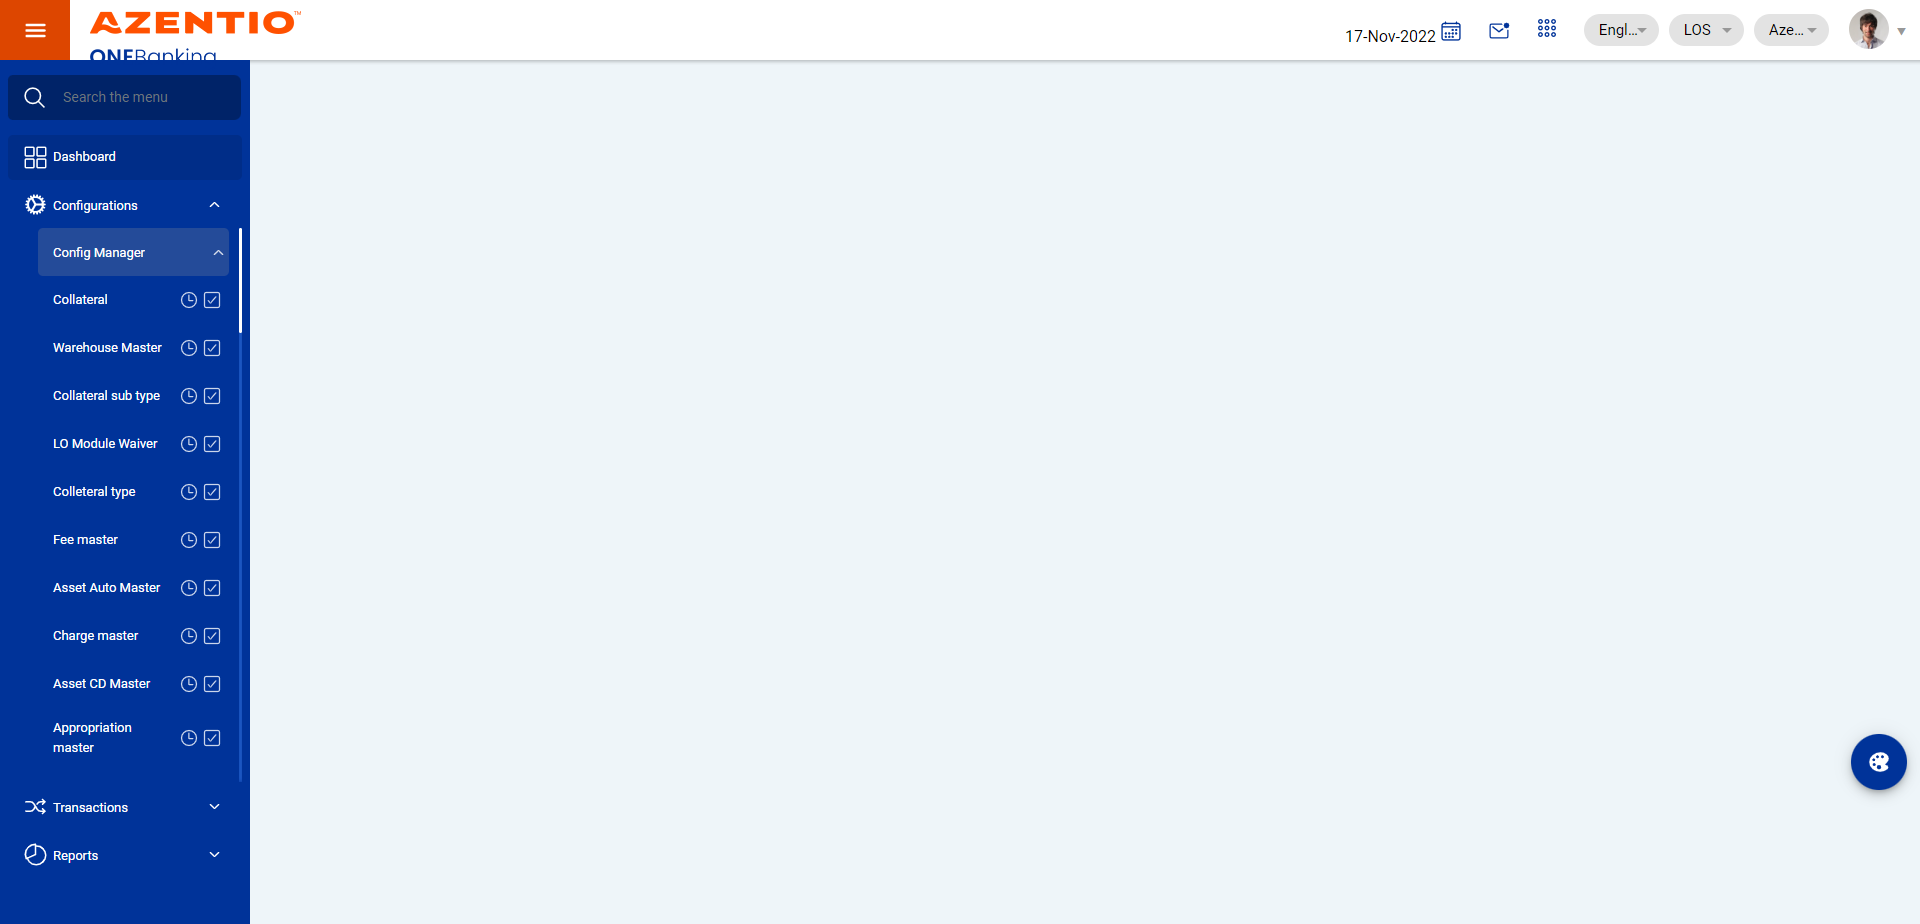 AZENTIO™
ONEBanking
17-Nov-2022
Engl...
LOS
Aze...
Search the menu
Dashboard
Configurations
Config Manager
Collateral
Warehouse Master
Collateral sub type
LO Module Waiver
Colleteral type
Fee master
Asset Auto Master
Charge master
Asset CD Master
Appropriation
master
Transactions
Reports